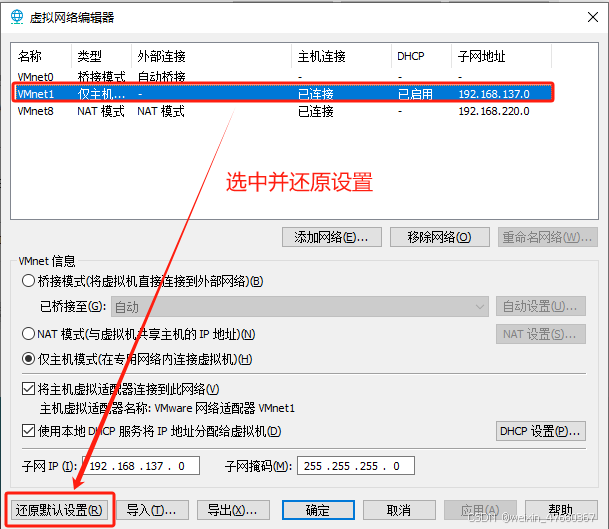 虚拟网络编辑器
名称 类型 外部连接 主机连接 DHCP 子网地址
VMnet0 桥接模式 自动桥接 - - -
VMnet1 仅主机... - 已连接 已启用 192.168.137.0
VMnet8 NAT 模式 NAT 模式 已连接 - 192.168.220.0
选中并还原设置
添加网络(E)... 移除网络(O) 重命名网络(W)...
VMnet 信息
桥接模式(将虚拟机直接连接到外部网络)(B)
已桥接至(G): 自动 自动设置(U)...
NAT 模式(与虚拟机共享主机的 IP 地址)(N) NAT 设置(S)...
仅主机模式(在专用网络内连接虚拟机)(H)
将主机虚拟适配器连接到此网络(V)
主机虚拟适配器名称: VMware 网络适配器 VMnet1
使用本地 DHCP 服务将 IP 地址分配给虚拟机(D) DHCP 设置(P)...
子网 IP (I): 192 . 168 . 137 . 0 子网掩码(M): 255 . 255 . 255 . 0
还原默认设置(R) 导入(T)... 导出(X)... 确定 取消 应用(A) 帮助
CSDN @weixin_47660367